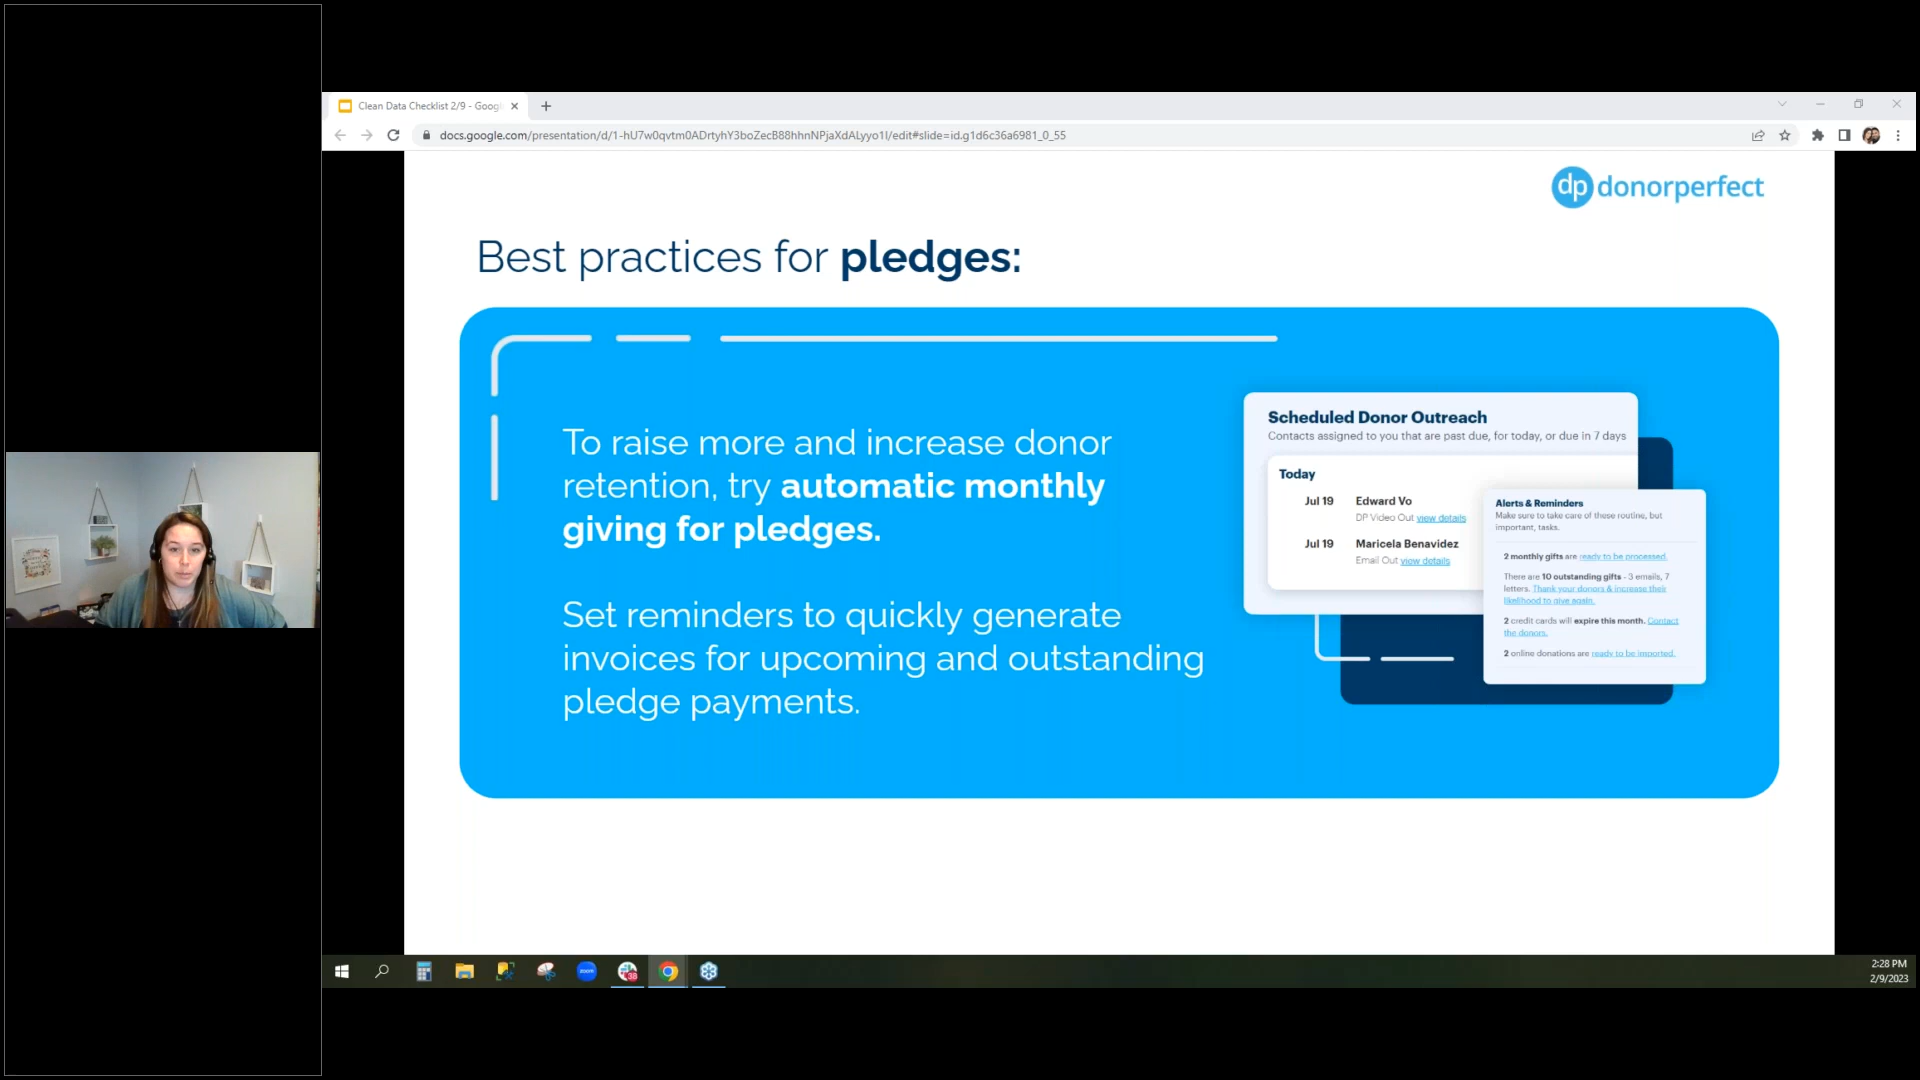 Clean Data Checklist 2/9 - Goog
docs.google.com/presentation/d/1-hU7w0qvtm0ADrtyhY3boZecB88hhnNPjaXdALyyo1I/edit#slide=id.g1d6c36a6981_0_55
dp donorperfect
Best practices for pledges:
To raise more and increase donor
retention, try automatic monthly
giving for pledges.
Set reminders to quickly generate
invoices for upcoming and outstanding
pledge payments.
Scheduled Donor Outreach
Contacts assigned to you that are past due, for today, or due in 7 days
Today
Jul 19 Edward Vo
DP Video Out view details
Jul 19 Maricela Benavidez
Email Out view details
Alerts & Reminders
Make sure to take care of these routine, but
important, tasks.
2 monthly gifts are ready to be processed.
There are 10 outstanding gifts - 3 emails, 7
letters. Thank your donors & increase their
likelihood to give again.
2 credit cards will expire this month. Contact
the donors.
2 online donations are ready to be imported.
zoom
38
2:28 PM
2/9/2023